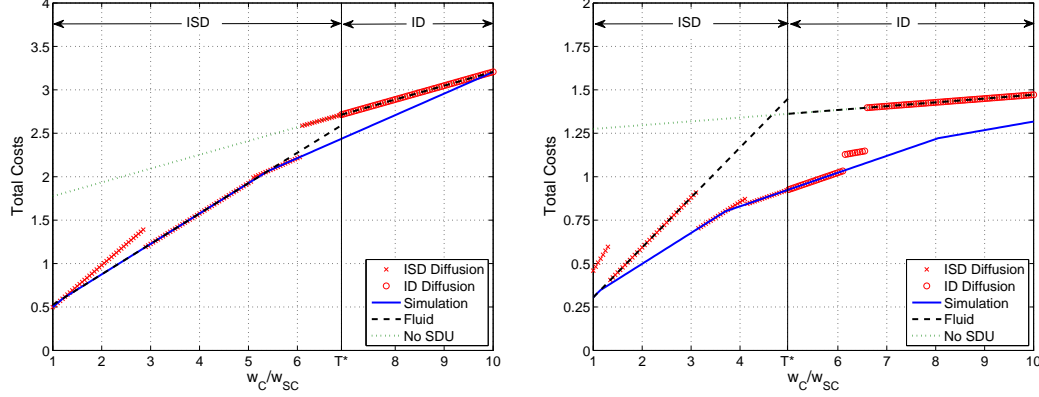 ISD
ID
4
3.5
3
2.5
2
1.5
1
0.5
0
Total Costs
ISD Diffusion
ID Diffusion
Simulation
Fluid
No SDU
1 2 3 4 5 6 T* 8 9 10
w_C/w_SC
ISD
ID
2
1.75
1.5
1.25
1
0.75
0.5
0.25
0
Total Costs
ISD Diffusion
ID Diffusion
Simulation
Fluid
No SDU
1 2 3 4 T* 6 7 8 9 10
w_C/w_SC